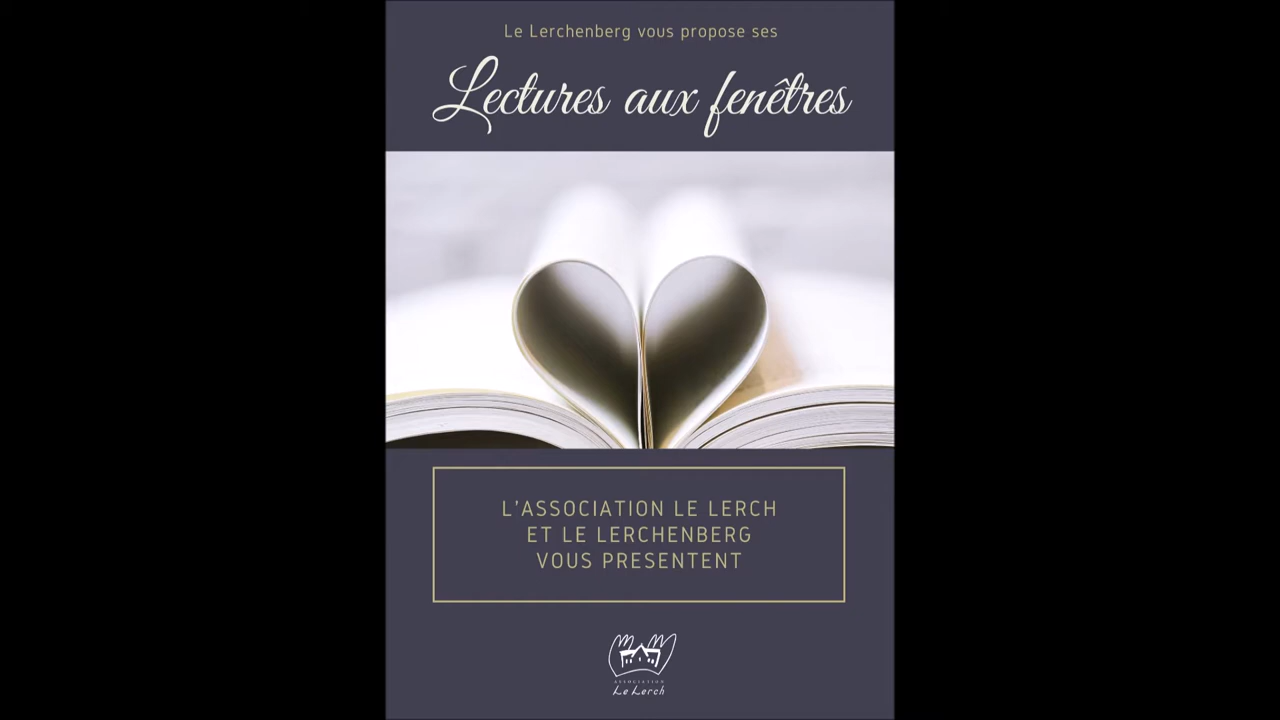 Le Lerchenberg vous propose ses
Lectures aux fenêtres
L'ASSOCIATION LE LERCH
ET LE LERCHENBERG
VOUS PRESENTENT
ASSOCIATION
Le Lerch